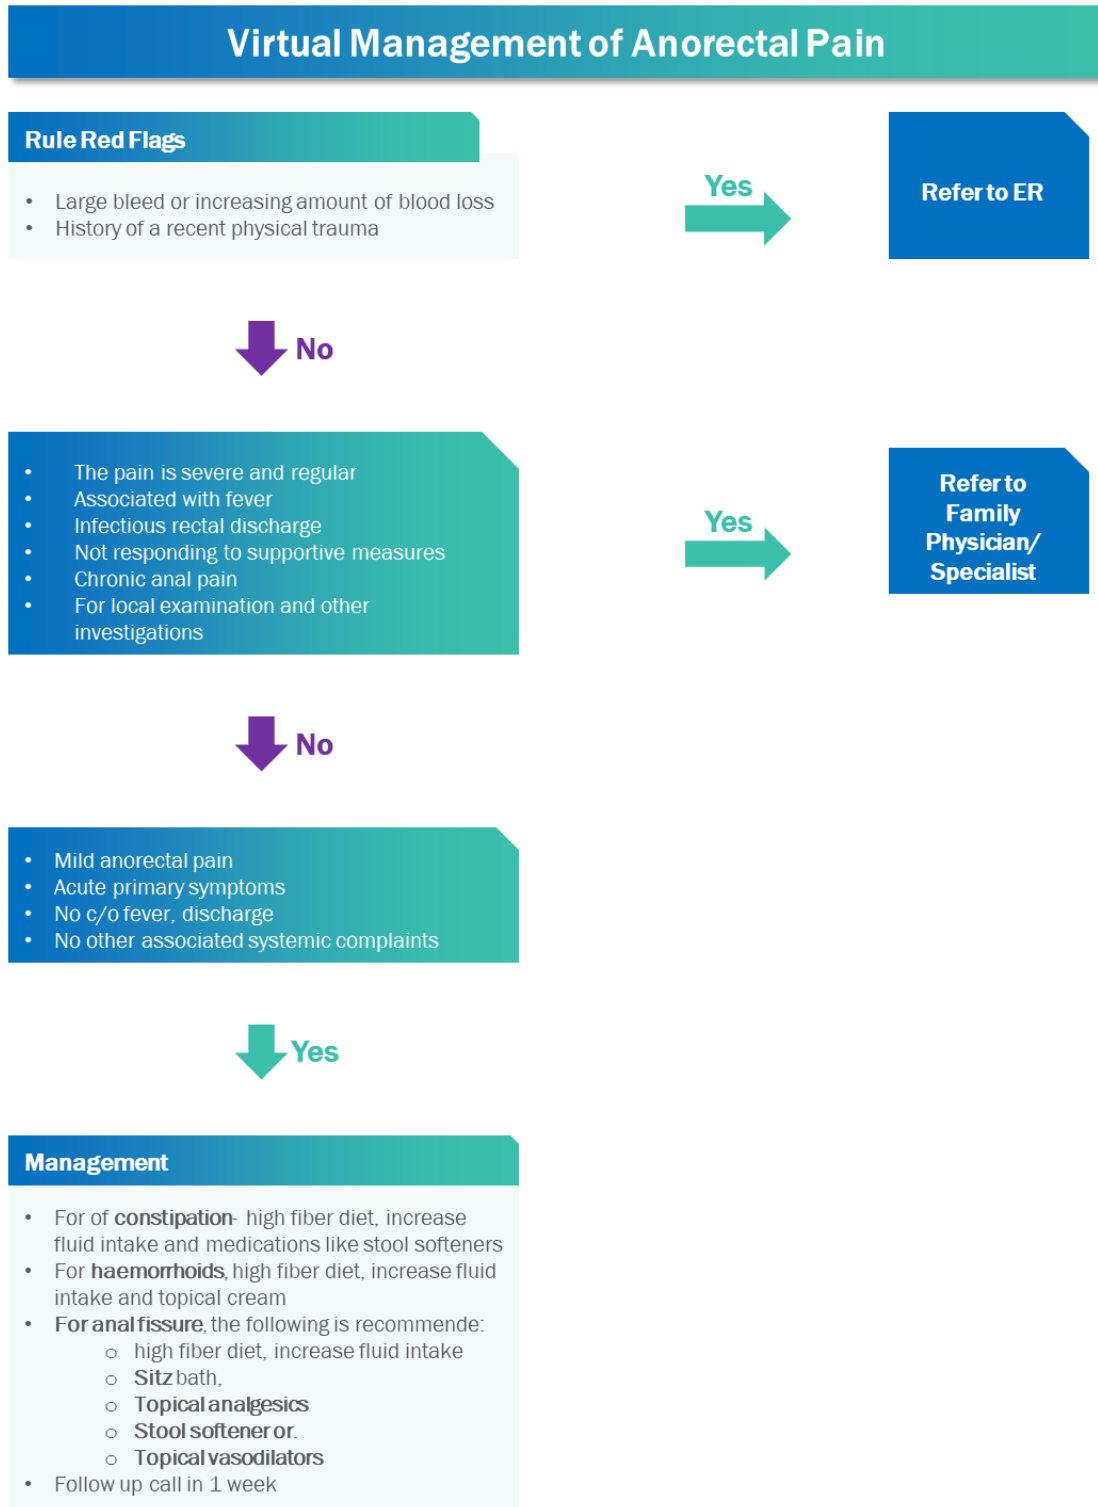 Virtual Management of Anorectal Pain
Rule Red Flags
• Large bleed or increasing amount of blood loss
• History of a recent physical trauma
Yes
Refer to ER
No
• The pain is severe and regular
• Associated with fever
• Infectious rectal discharge
• Not responding to supportive measures
• Chronic anal pain
• For local examination and other
investigations
Yes
Refer to
Family
Physician/
Specialist
No
• Mild anorectal pain
• Acute primary symptoms
• No c/o fever, discharge
• No other associated systemic complaints
Yes
Management
• For of constipation- high fiber diet, increase
fluid intake and medications like stool softeners
• For haemorrhoids, high fiber diet, increase fluid
intake and topical cream
• For anal fissure, the following is recommende:
o high fiber diet, increase fluid intake
o Sitz bath,
o Topical analgesics
o Stool softener or.
o Topical vasodilators
• Follow up call in 1 week